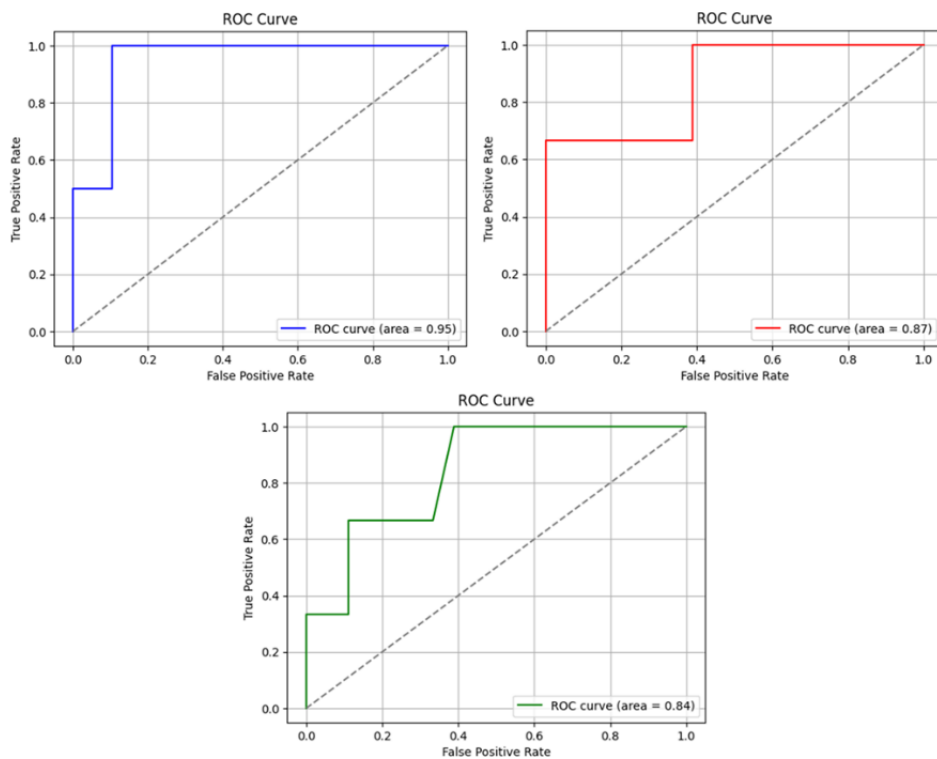 ROC Curve
1.0
0.8
0.6
0.4
0.2
0.0
True Positive Rate
ROC curve (area = 0.95)
0.0 0.2 0.4 0.6 0.8 1.0
False Positive Rate
ROC Curve
1.0
0.8
0.6
0.4
0.2
0.0
True Positive Rate
ROC curve (area = 0.87)
0.0 0.2 0.4 0.6 0.8 1.0
False Positive Rate
ROC Curve
1.0
0.8
0.6
0.4
0.2
0.0
True Positive Rate
ROC curve (area = 0.84)
0.0 0.2 0.4 0.6 0.8 1.0
False Positive Rate